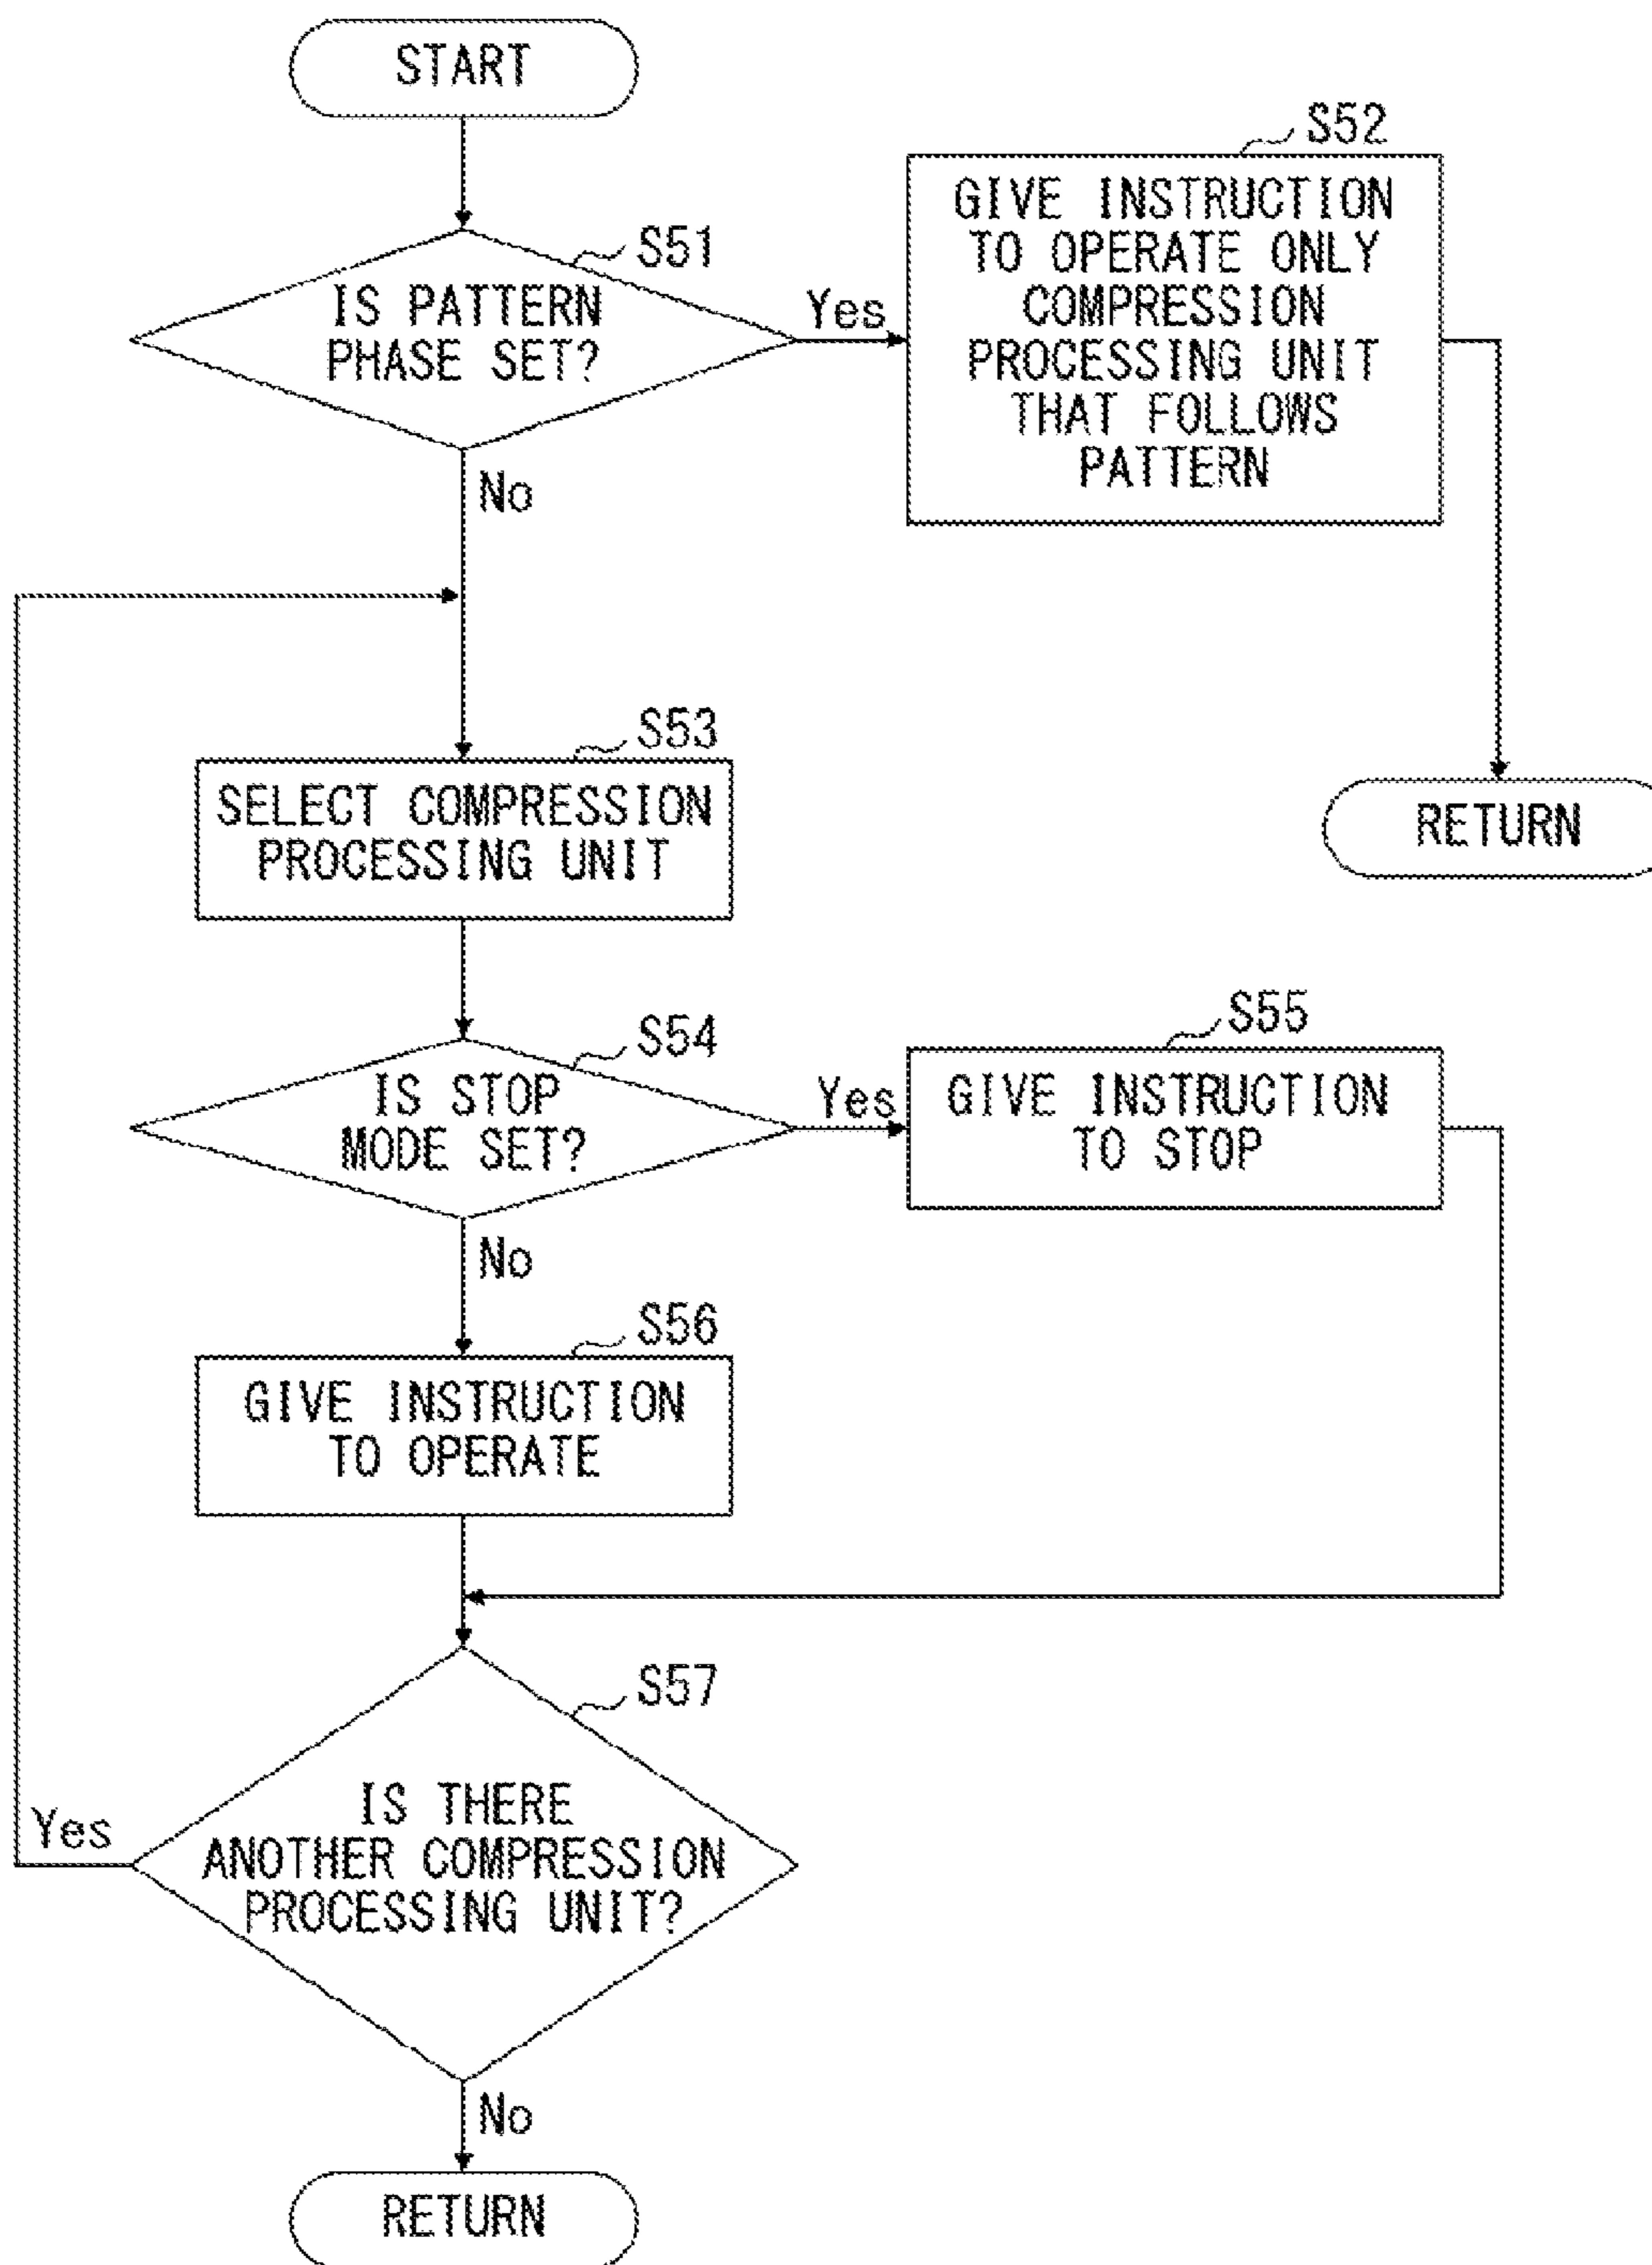 START
S51
IS PATTERN
PHASE SET?
Yes
S52
GIVE INSTRUCTION
TO OPERATE ONLY
COMPRESSION
PROCESSING UNIT
THAT FOLLOWS
PATTERN
No
RETURN
S53
SELECT COMPRESSION
PROCESSING UNIT
S54
IS STOP
MODE SET?
Yes
S55
GIVE INSTRUCTION
TO STOP
No
S56
GIVE INSTRUCTION
TO OPERATE
S57
IS THERE
ANOTHER COMPRESSION
PROCESSING UNIT?
Yes
No
RETURN